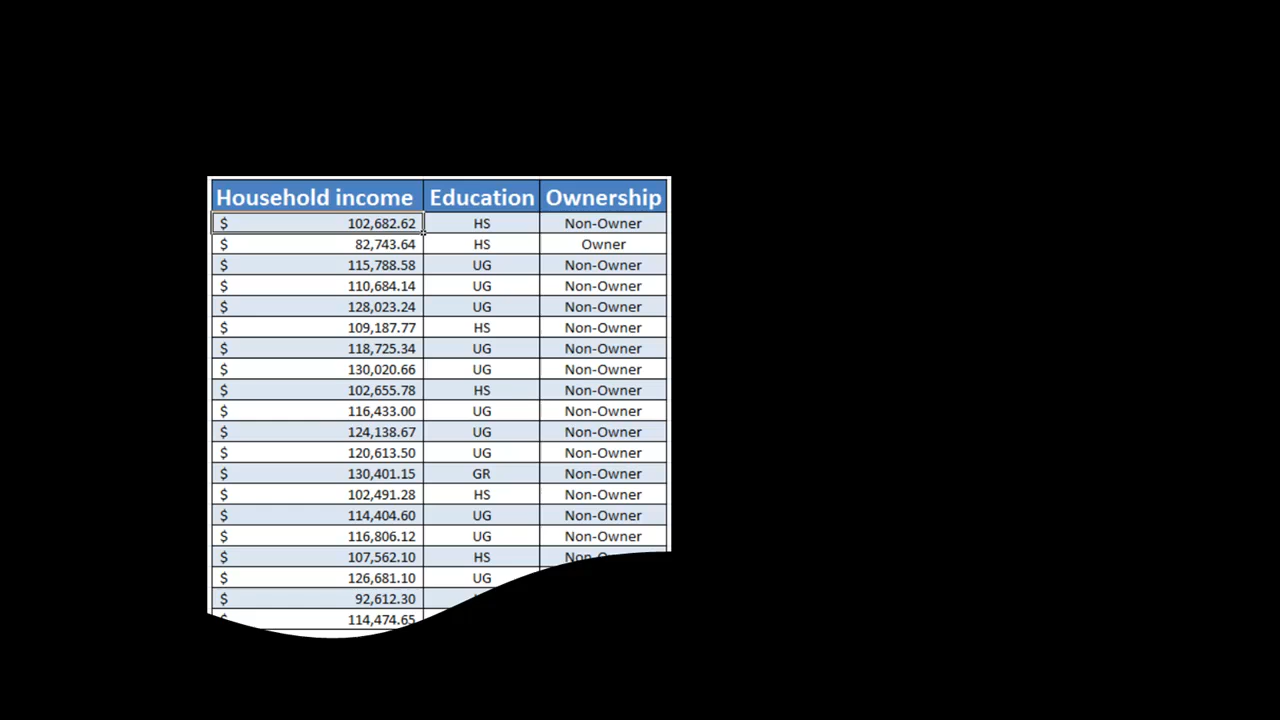 Household income Education Ownership
$ 102,682.62 HS Non-Owner
$ 82,743.64 HS Owner
$ 115,788.58 UG Non-Owner
$ 110,684.14 UG Non-Owner
$ 128,023.24 UG Non-Owner
$ 109,187.77 HS Non-Owner
$ 118,725.34 UG Non-Owner
$ 130,020.66 UG Non-Owner
$ 102,655.78 HS Non-Owner
$ 116,433.00 UG Non-Owner
$ 124,138.67 UG Non-Owner
$ 120,613.50 UG Non-Owner
$ 130,401.15 GR Non-Owner
$ 102,491.28 HS Non-Owner
$ 114,404.60 UG Non-Owner
$ 116,806.12 UG Non-Owner
$ 107,562.10 HS
$ 126,681.10 UG
$ 92,612.30
114,474.65